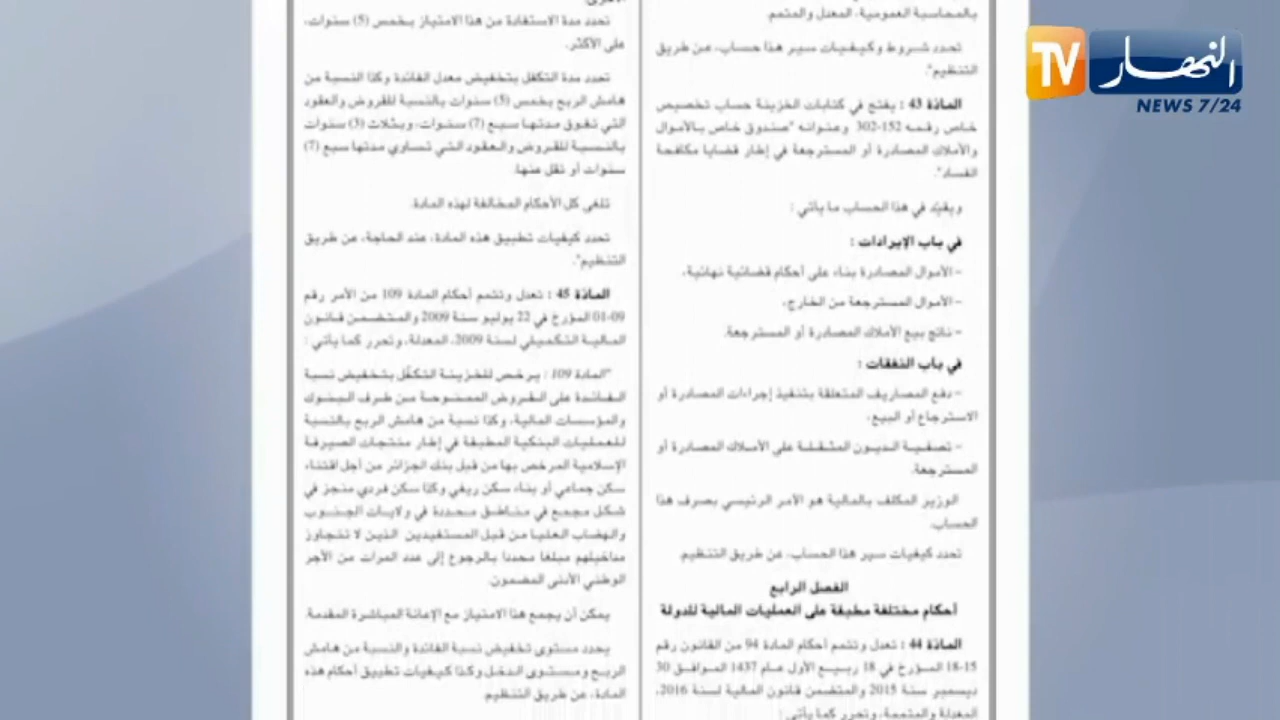 بالمحاسبة العمومية، المعدل والمتمم.
تحدد شروط وكيفيات سير هذا حساب، عن طريق
التنظيم".
المادّة 43 : يفتح في كتابات الخزينة حساب تخصيص
خاص رقمه 152-302 وعنوانه "صندوق خاص بالأموال
والأملاك المصادرة أو المسترجعة في إطار قضايا مكافحة
الفساد".
ويقيّد في هذا الحساب ما يأتي :
في باب الإيرادات :
– الأموال المصادرة بناء على أحكام قضائية نهائية،
– الأموال المسترجعة من الخارج،
– ناتج بيع الأملاك المصادرة أو المسترجعة.
في باب النفقات :
– دفع المصاريف المتعلقة بتنفيذ إجراءات المصادرة أو
الاسترجاع أو البيع،
– تصفية الديون المثقلة على الأملاك المصادرة أو
المسترجعة.
الوزير المكلف بالمالية هو الآمر الرئيسي بصرف هذا
الحساب.
تحدد كيفيات سير هذا الحساب، عن طريق التنظيم.
الفصل الرابع
أحكام مختلفة مطبقة على العمليات المالية للدولة
المادّة 44 : تعدل وتتمم أحكام المادة 94 من القانون رقم
15-18 المؤرخ في 18 ربيع الأول عام 1437 الموافق 30
ديسمبر سنة 2015 والمتضمن قانون المالية لسنة 2016،
المعدلة والمتممة، وتحرر كما يأتي :
تحدد مدة الاستفادة من هذا الامتياز بخمس (5) سنوات،
على الأكثر.
تحدد مدة التكفل بتخفيض معدل الفائدة وكذا النسبة من
هامش الربح بخمس (5) سنوات بالنسبة للقروض والعقود
التي تفوق مدتها سبع (7) سنوات، وبثلاث (3) سنوات
بالنسبة للقروض والعقود التي تساوي مدتها سبع (7)
سنوات أو تقل عنها.
تلغى كل الأحكام المخالفة لهذه المادة.
تحدد كيفيات تطبيق هذه المادة، عند الحاجة، عن طريق
التنظيم".
المادّة 45 : تعدل وتتمم أحكام المادة 109 من الأمر رقم
09-01 المؤرخ في 22 يوليو سنة 2009 والمتضمن قانون
المالية التكميلي لسنة 2009، المعدلة، وتحرر كما يأتي :
"المادة 109 : يرخص للخزينة التكفّل بتخفيض نسبة
الفائدة على القروض الممنوحة من طرف البنوك
والمؤسسات المالية، وكذا نسبة من هامش الربح بالنسبة
للعمليات البنكية المطبقة في إطار منتجات الصيرفة
الإسلامية المرخص بها من قبل بنك الجزائر من أجل اقتناء
سكن جماعي أو بناء سكن ريفي وكذا سكن فردي منجز في
شكل مجمع في مناطق محددة في ولايات الجنوب
والهضاب العليا من قبل المستفيدين الذين لا تتجاوز
مداخيلهم مبلغا محددا بالرجوع إلى عدد المرات من الأجر
الوطني الأدنى المضمون.
يمكن أن يجمع هذا الامتياز مع الإعانة المباشرة المقدمة.
يحدد مستوى تخفيض نسبة الفائدة والنسبة من هامش
الربح ومستوى الدخل وكذا كيفيات تطبيق أحكام هذه
المادة، عن طريق التنظيم.
النهار TV
NEWS 7/24